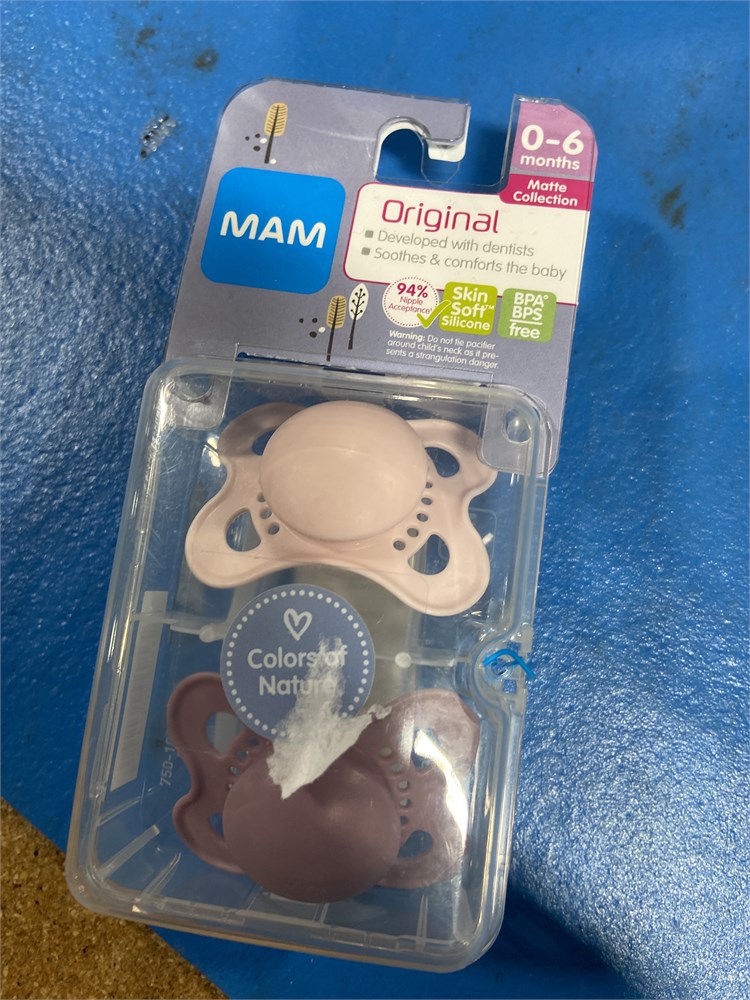 0-6
months
Matte
Collection
MAM
Original
Developed with dentists
Soothes & comforts the baby
94%
Nipple
Acceptance
Skin
Soft™
Silicone
BPA°
BPS
free
Warning: Do not tie pacifier
around child's neck as it pre-
sents a strangulation danger.
Colors of
Nature